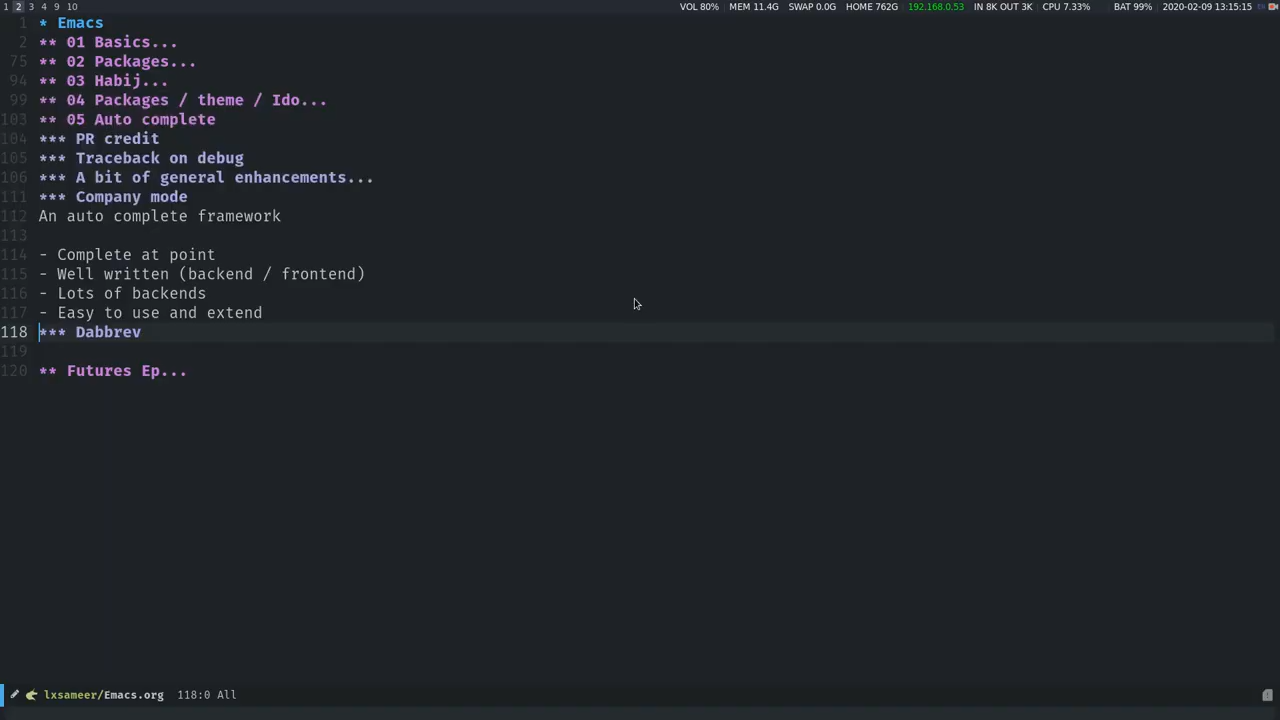 1 2 3 4 9 10 VOL 80% MEM 11.4G SWAP 0.0G HOME 762G 192.168.0.53 IN 8K OUT 3K CPU 7.33% BAT 99% 2020-02-09 13:15:15
1 * Emacs
2 ** 01 Basics...
75 ** 02 Packages...
94 ** 03 Habij...
99 ** 04 Packages / theme / Ido...
103 ** 05 Auto complete
104 *** PR credit
105 *** Traceback on debug
106 *** A bit of general enhancements...
111 *** Company mode
112 An auto complete framework
113
114 - Complete at point
115 - Well written (backend / frontend)
116 - Lots of backends
117 - Easy to use and extend
118 *** Dabbrev
119
120 ** Futures Ep...
lxsameer/Emacs.org 118:0 All